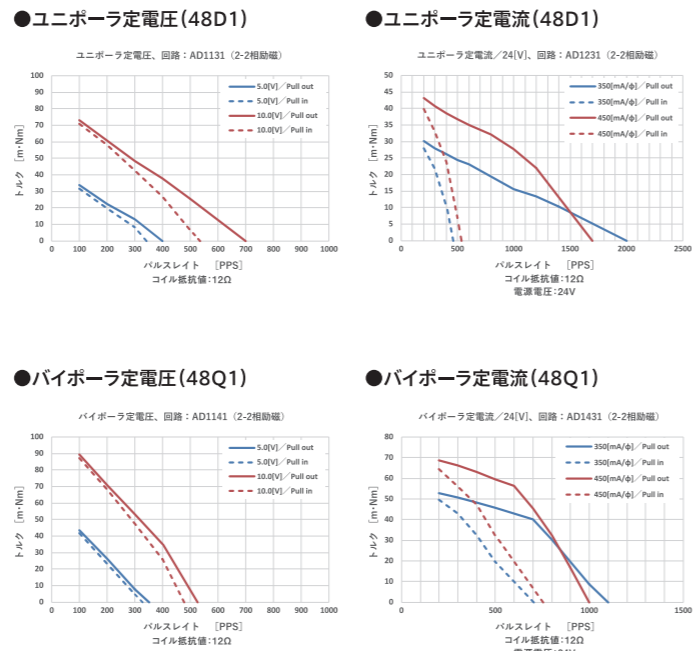 ●ユニポーラ定電圧(48D1)
ユニポーラ定電圧、回路：AD1131（2-2相励磁）
トルク [m・Nm]
100
90
80
70
60
50
40
30
20
10
0
5.0[V]／Pull out
5.0[V]／Pull in
10.0[V]／Pull out
10.0[V]／Pull in
0 100 200 300 400 500 600 700 800 900 1000
パルスレイト [PPS]
コイル抵抗値：12Ω
●ユニポーラ定電流(48D1)
ユニポーラ定電流／24[V]、回路：AD1231（2-2相励磁）
トルク [m・Nm]
50
45
40
35
30
25
20
15
10
5
0
350[mA/ф]／Pull out
350[mA/ф]／Pull in
450[mA/ф]／Pull out
450[mA/ф]／Pull in
0 500 1000 1500 2000 2500
パルスレイト [PPS]
コイル抵抗値：12Ω
電源電圧：24V
●バイポーラ定電圧(48Q1)
バイポーラ定電圧、回路：AD1141（2-2相励磁）
トルク [m・Nm]
100
90
80
70
60
50
40
30
20
10
0
5.0[V]／Pull out
5.0[V]／Pull in
10.0[V]／Pull out
10.0[V]／Pull in
0 100 200 300 400 500 600 700 800 900 1000
パルスレイト [PPS]
コイル抵抗値：12Ω
●バイポーラ定電流(48Q1)
バイポーラ定電流／24[V]、回路：AD1431（2-2相励磁）
トルク [m・Nm]
80
70
60
50
40
30
20
10
0
350[mA/ф]／Pull out
350[mA/ф]／Pull in
450[mA/ф]／Pull out
450[mA/ф]／Pull in
0 500 1000 1500
パルスレイト [PPS]
コイル抵抗値：12Ω